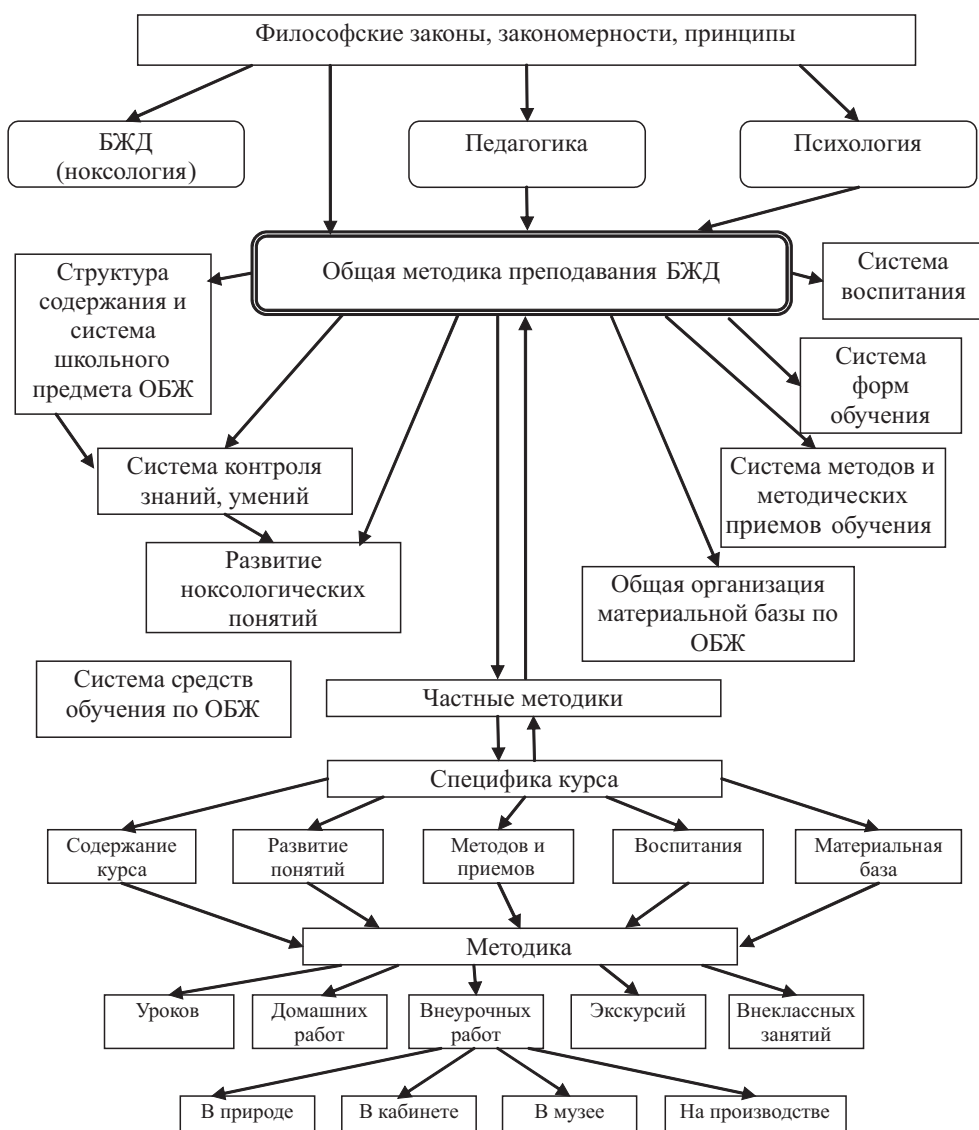 Философские законы, закономерности, принципы
БЖД
(ноксология)
Педагогика
Психология
Общая методика преподавания БЖД
Структура
содержания и
система
школьного
предмета ОБЖ
Система
воспитания
Система
форм
обучения
Система контроля
знаний, умений
Система методов и
методических
приемов обучения
Развитие
ноксологических
понятий
Общая организация
материальной базы по
ОБЖ
Система средств
обучения по ОБЖ
Частные методики
Специфика курса
Содержание
курса
Развитие
понятий
Методов и
приемов
Воспитания
Материальная
база
Методика
Уроков
Домашних
работ
Внеурочных
работ
Экскурсий
Внеклассных
занятий
В природе
В кабинете
В музее
На производстве